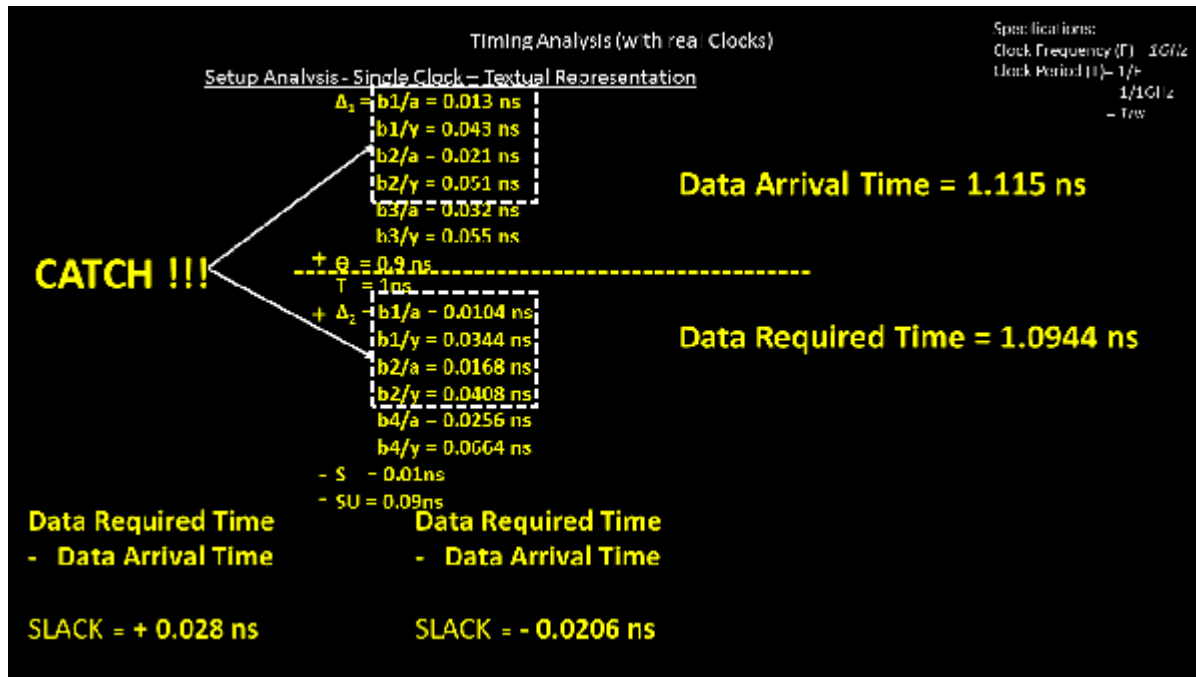 Timing Analysis (with real Clocks)
Specifications:
Clock Frequency (F) 1GHz
Clock Period (T)= 1/F
1/1GHz
Setup Analysis - Single Clock – Textual Representation
Δ1 = b1/a = 0.013 ns
b1/y = 0.043 ns
b2/a = 0.021 ns
b2/y = 0.051 ns
b3/a = 0.032 ns
b3/y = 0.055 ns
+ Θ = 0.9 ns
Data Arrival Time = 1.115 ns
CATCH !!!
T = 1ns
+ Δ2 = b1/a = 0.0104 ns
b1/y = 0.0344 ns
b2/a = 0.0168 ns
b2/y = 0.0408 ns
b4/a = 0.0256 ns
b4/y = 0.0664 ns
- S = 0.01ns
- SU = 0.09ns
Data Required Time = 1.0944 ns
Data Required Time
- Data Arrival Time
SLACK = + 0.028 ns
Data Required Time
- Data Arrival Time
SLACK = - 0.0206 ns